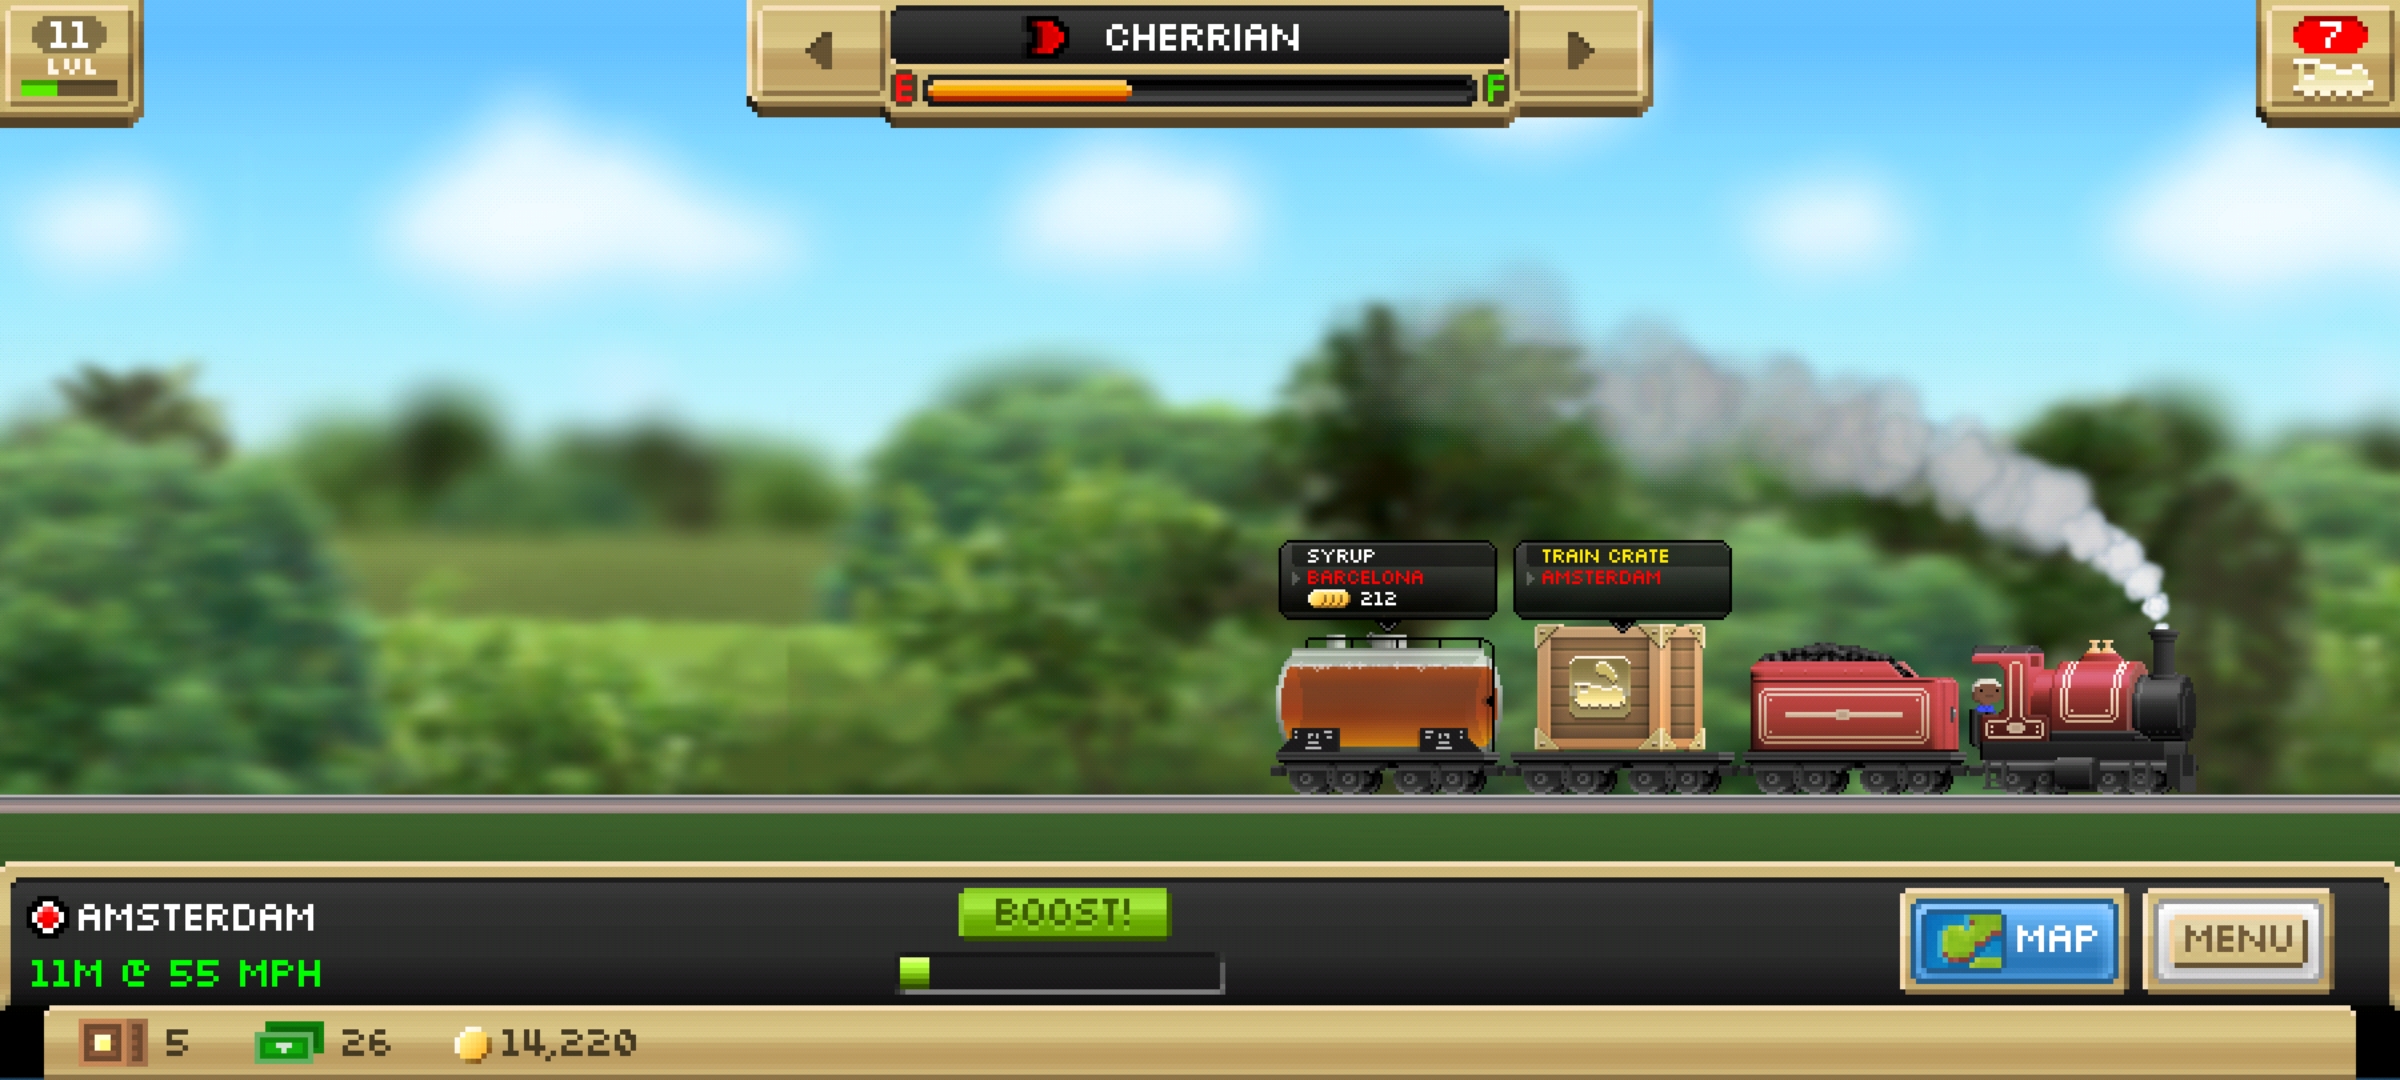 11
LVL
CHERRIAN
E
F
7
SYRUP
BARCELONA
212
TRAIN CRATE
AMSTERDAM
AMSTERDAM
11M @ 55 MPH
BOOST!
MAP
MENU
5
26
14,220